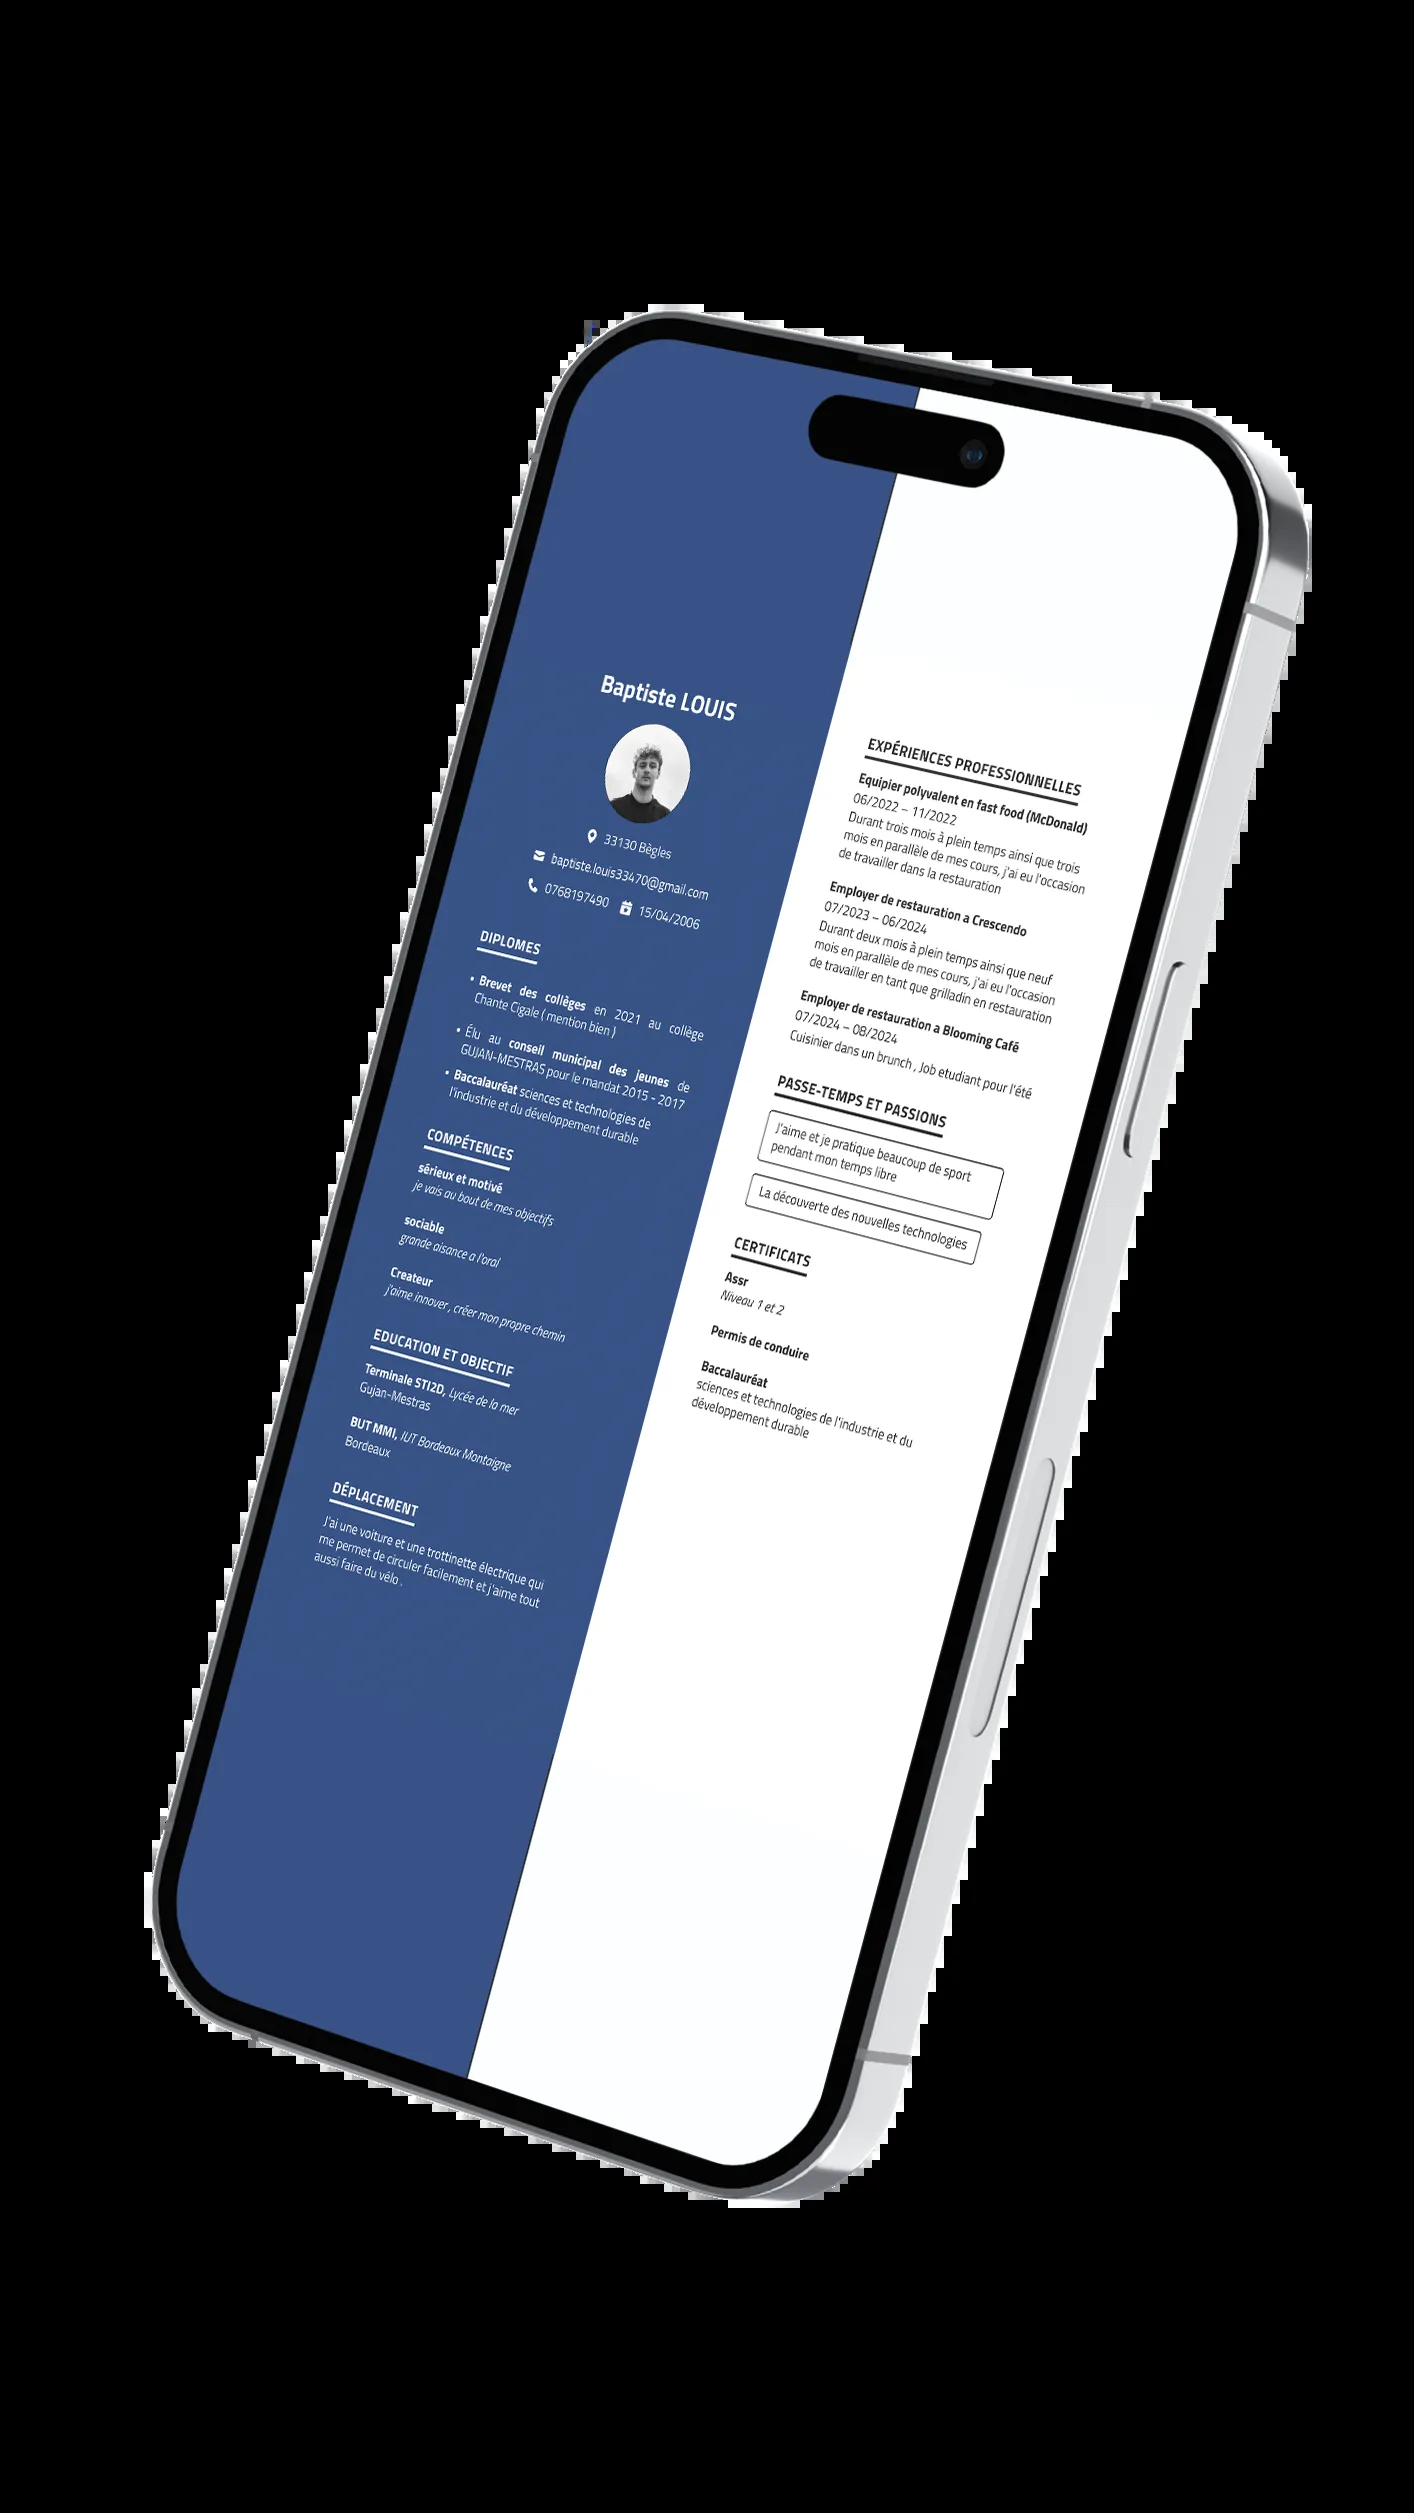 Baptiste LOUIS
33130 Bègles
baptiste.louis33470@gmail.com
0768197490 15/04/2006
DIPLOMES
• Brevet des collèges en 2021 au collège
Chante Cigale ( mention bien )
• Élu au conseil municipal des jeunes de
GUJAN-MESTRAS pour le mandat 2015 - 2017
• Baccalauréat sciences et technologies de
l'industrie et du développement durable
COMPÉTENCES
sérieux et motivé
je vais au bout de mes objectifs
sociable
grande aisance a l'oral
Createur
j'aime innover , créer mon propre chemin
EDUCATION ET OBJECTIF
Terminale STI2D, Lycée de la mer
Gujan-Mestras
BUT MMI, IUT Bordeaux Montaigne
Bordeaux
DÉPLACEMENT
J'ai une voiture et une trottinette électrique qui
me permet de circuler facilement et j'aime tout
aussi faire du vélo .
EXPÉRIENCES PROFESSIONNELLES
Equipier polyvalent en fast food (McDonald)
06/2022 – 11/2022
Durant trois mois à plein temps ainsi que trois
mois en parallèle de mes cours, j'ai eu l'occasion
de travailler dans la restauration
Employer de restauration a Crescendo
07/2023 – 06/2024
Durant deux mois à plein temps ainsi que neuf
mois en parallèle de mes cours, j'ai eu l'occasion
de travailler en tant que grilladin en restauration
Employer de restauration a Blooming Café
07/2024 – 08/2024
Cuisinier dans un brunch , Job etudiant pour l'été
PASSE-TEMPS ET PASSIONS
J'aime et je pratique beaucoup de sport
pendant mon temps libre
La découverte des nouvelles technologies
CERTIFICATS
Assr
Niveau 1 et 2
Permis de conduire
Baccalauréat
sciences et technologies de l'industrie et du
développement durable